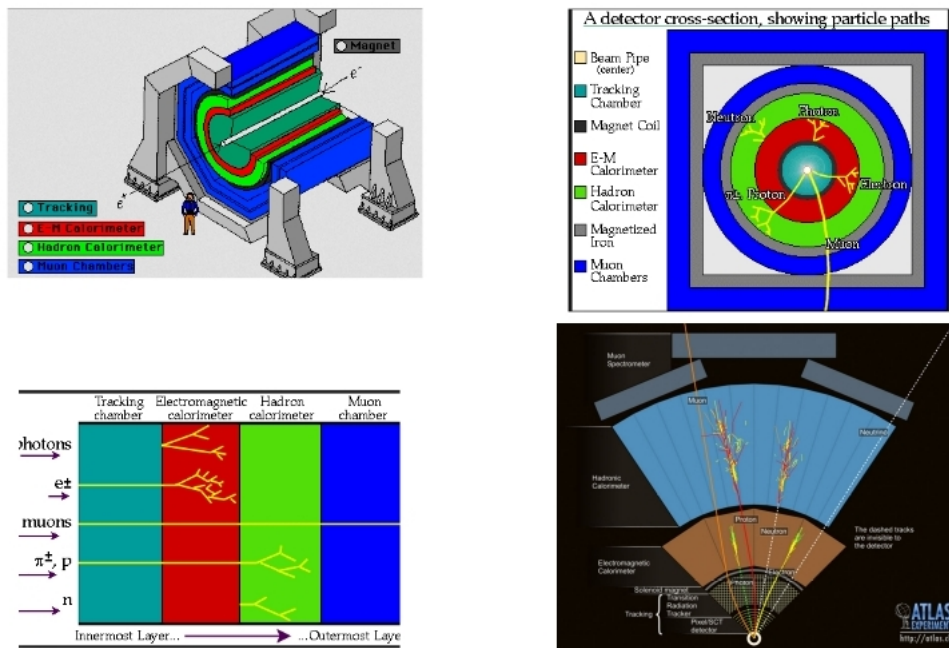 Magnet
e⁻
e⁺
Tracking
E-M Calorimeter
Hadron Calorimeter
Muon Chambers
A detector cross-section, showing particle paths
Beam Pipe
(center)
Tracking
Chamber
Magnet Coil
E-M
Calorimeter
Hadron
Calorimeter
Magnetized
Iron
Muon
Chambers
Neutron
Photon
π± Proton
Electron
Muon
Tracking
chamber
Electromagnetic
calorimeter
Hadron
calorimeter
Muon
chamber
photons
e±
muons
π±, p
n
Innermost Layer...
...Outermost Laye
Muon
Spectrometer
Muon
Neutrino
Hadronic
Calorimeter
Proton
Neutron
The dashed tracks
are invisible to
the detector
Electromagnetic
Calorimeter
Photon
Electron
Solenoid magnet
Tracking
Transition
Radiation
Tracker
Pixel/SCT
detector
ATLAS
EXPERIMEN
http://atlas.c